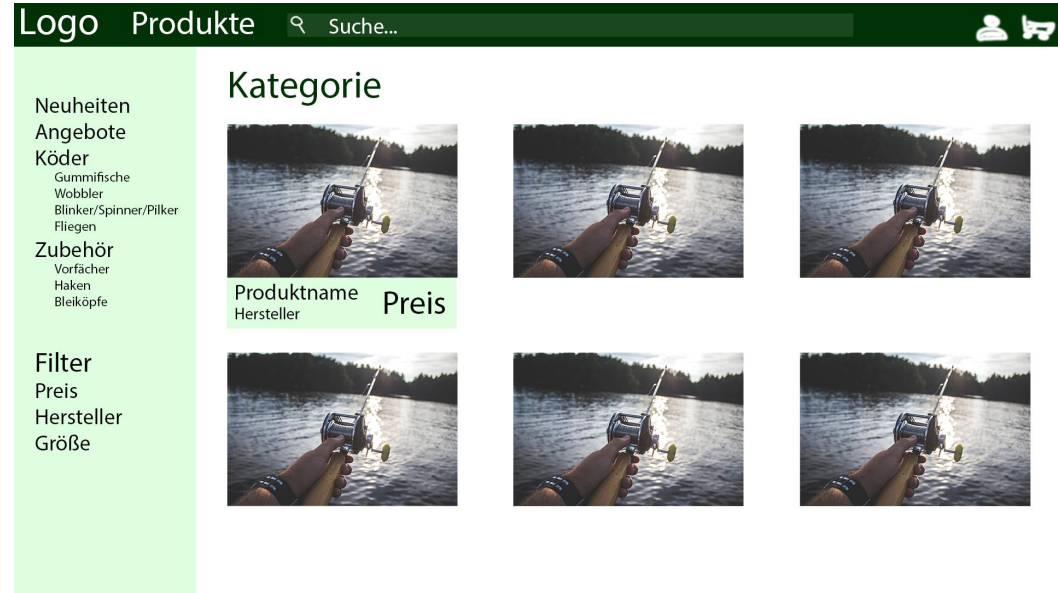 Logo
Produkte
Suche...
Neuheiten
Angebote
Köder
Gummifische
Wobbler
Blinker/Spinner/Pilker
Fliegen
Zubehör
Vorfächer
Haken
Bleiköpfe
Filter
Preis
Hersteller
Größe
Kategorie
Produktname
Hersteller
Preis